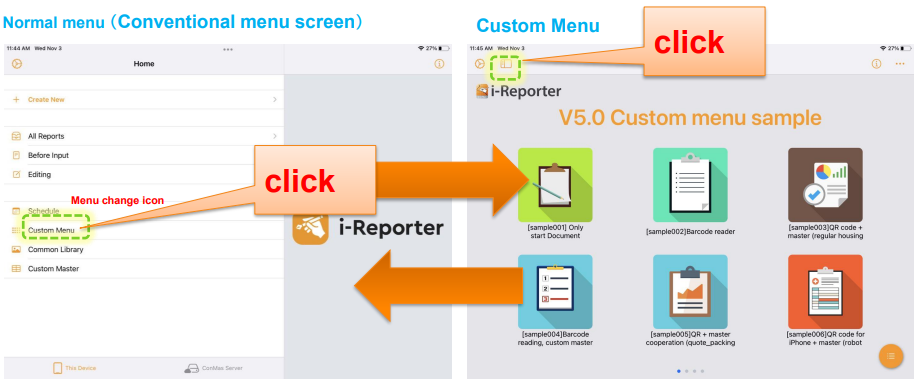 Normal menu（Conventional menu screen）
Custom Menu
click
11:44 AM Wed Nov 3
27%
Home
Create New
All Reports
Before Input
Editing
Menu change icon
click
Schedule
Custom Menu
Common Library
Custom Master
This Device
ConMas Server
i-Reporter
11:45 AM Wed Nov 3
27%
i-Reporter
V5.0 Custom menu sample
[sample001] Only
start Document
[sample002]Barcode reader
[sample003]QR code +
master (regular housing
1
2
3
[sample004]Barcode
reading, custom master
[sample005]QR + master
cooperation (quote_packing
[sample006]QR code for
iPhone + master (robot